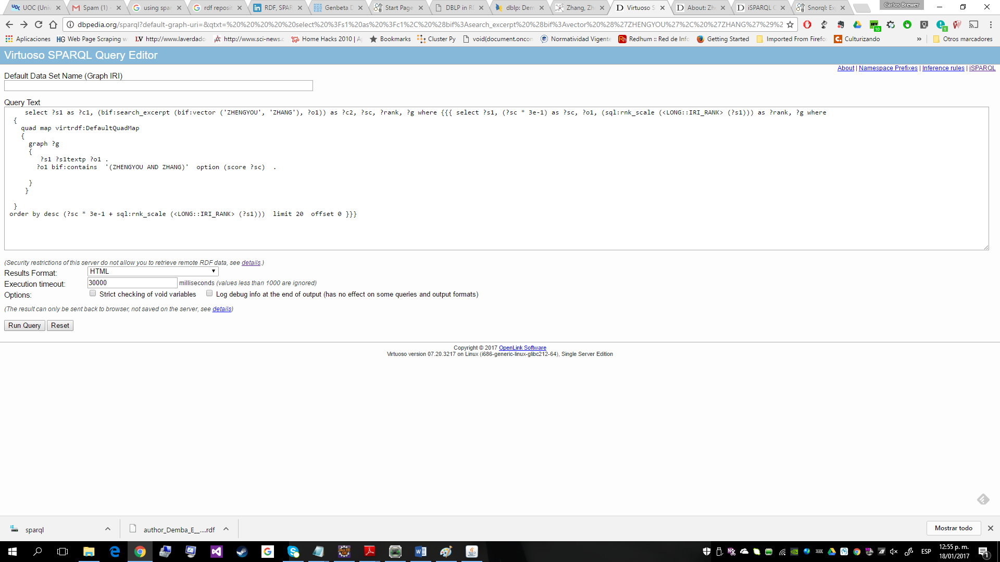 UOC (Uni
Spam (1) -
using spar
rdf reposit
RDF, SPAR
Genbeta D
Start Page
DBLP in R
dblp: Dem
Zhang, Zh
Virtuoso S
About: Zhe
iSPARQL
Snorql: Ex
Carlos Brewer
dbpedia.org/sparql?default-graph-uri=&qtxt=%20%20%20%20%20select%20%3Fs1%20as%20%3Fc1%2C%20%28bif%3Asearch_excerpt%20%28bif%3Avector%20%28%27ZHENGYOU%27%2C%20%27ZHANG%27%29%2
Aplicaciones
HG Web Page Scraping w
LV http://www.laverdado
http://www.sci-news.c
Home Hacks 2010 | A
Bookmarks
Cluster Py
void(document.oncon
Normatividad Vigente
Rh Redhum :: Red de Info
Getting Started
Imported From Firefo
C. Culturizando
»
Otros marcadores
Virtuoso SPARQL Query Editor
About | Namespace Prefixes | Inference rules | iSPARQL
Default Data Set Name (Graph IRI)
Query Text
select ?s1 as ?c1, (bif:search_excerpt (bif:vector ('ZHENGYOU', 'ZHANG'), ?o1)) as ?c2, ?sc, ?rank, ?g where {{{ select ?s1, (?sc * 3e-1) as ?sc, ?o1, (sql:rnk_scale (<LONG::IRI_RANK> (?s1))) as ?rank, ?g where
{
quad map virtrdf:DefaultQuadMap
{
graph ?g
{
?s1 ?s1textp ?o1 .
?o1 bif:contains '(ZHENGYOU AND ZHANG)' option (score ?sc) .
}
}
}
order by desc (?sc * 3e-1 + sql:rnk_scale (<LONG::IRI_RANK> (?s1))) limit 20 offset 0 }}}
(Security restrictions of this server do not allow you to retrieve remote RDF data, see details.)
Results Format: HTML
Execution timeout: 30000 milliseconds (values less than 1000 are ignored)
Options: Strict checking of void variables Log debug info at the end of output (has no effect on some queries and output formats)
(The result can only be sent back to browser, not saved on the server, see details)
Run Query Reset
Copyright © 2017 OpenLink Software
Virtuoso version 07.20.3217 on Linux (i686-generic-linux-glibc212-64), Single Server Edition
sparql
author_Demba_E__....rdf
Mostrar todo
ESP
12:55 p. m.
18/01/2017
1